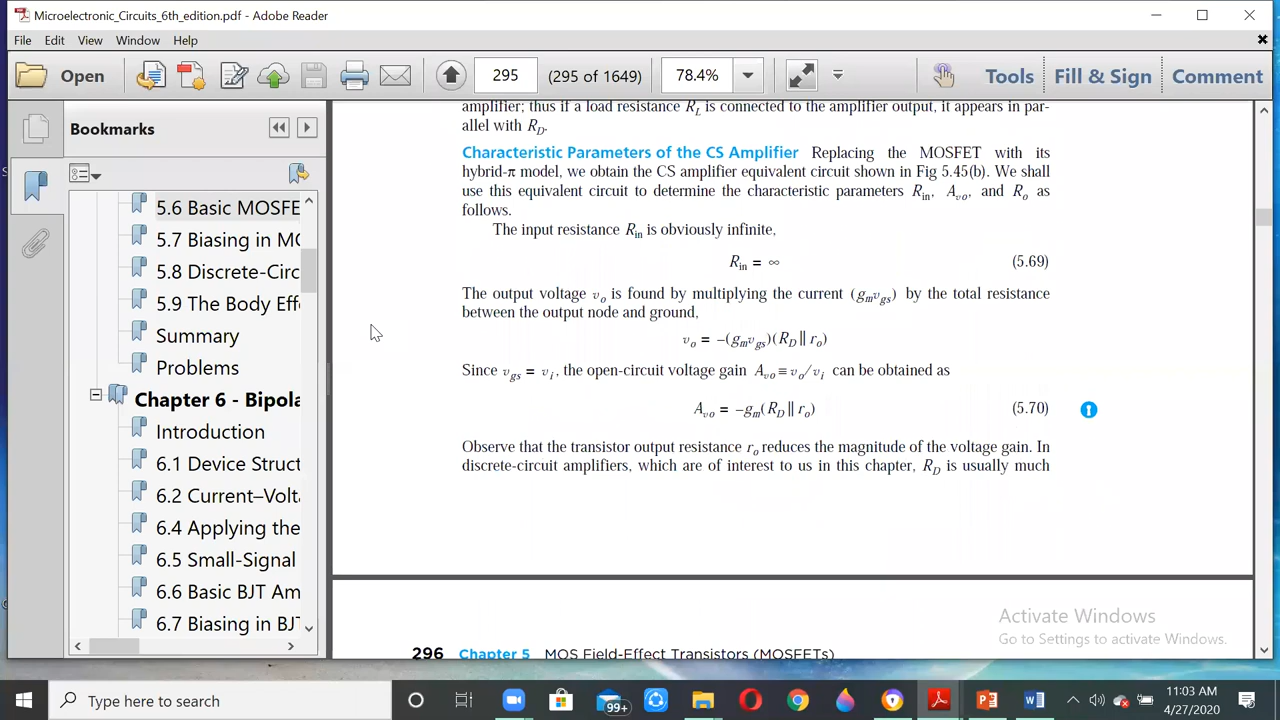 Microelectronic_Circuits_6th_edition.pdf - Adobe Reader
File Edit View Window Help
Open 295 (295 of 1649) 78.4% Tools Fill & Sign Comment
Bookmarks
5.6 Basic MOSFE
5.7 Biasing in MO
5.8 Discrete-Circ
5.9 The Body Effe
Summary
Problems
Chapter 6 - Bipola
Introduction
6.1 Device Struct
6.2 Current–Volta
6.4 Applying the
6.5 Small-Signal
6.6 Basic BJT Am
6.7 Biasing in BJT
amplifier; thus if a load resistance R_L is connected to the amplifier output, it appears in par-
allel with R_D.
Characteristic Parameters of the CS Amplifier Replacing the MOSFET with its
hybrid-π model, we obtain the CS amplifier equivalent circuit shown in Fig 5.45(b). We shall
use this equivalent circuit to determine the characteristic parameters R_in, A_vo, and R_o as
follows.
The input resistance R_in is obviously infinite,
R_in = ∞ (5.69)
The output voltage v_o is found by multiplying the current (g_m v_gs) by the total resistance
between the output node and ground,
v_o = –(g_m v_gs)(R_D || r_o)
Since v_gs = v_i, the open-circuit voltage gain A_vo ≡ v_o/v_i can be obtained as
A_vo = –g_m(R_D || r_o) (5.70)
Observe that the transistor output resistance r_o reduces the magnitude of the voltage gain. In
discrete-circuit amplifiers, which are of interest to us in this chapter, R_D is usually much
296 Chapter 5 MOS Field-Effect Transistors (MOSFETs)
Activate Windows
Go to Settings to activate Windows.
Type here to search
99+
11:03 AM
4/27/2020